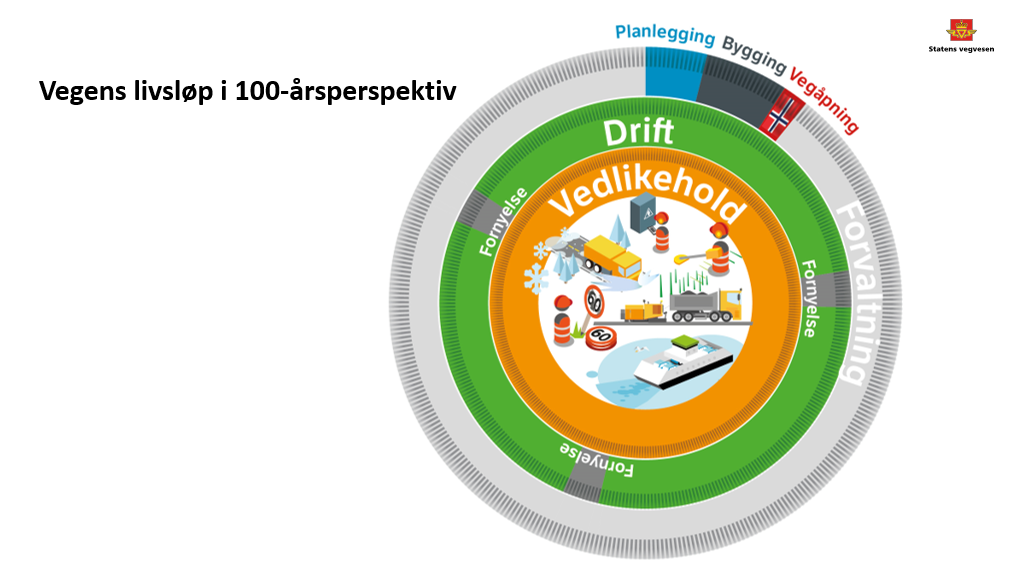 Vegens livsløp i 100-årsperspektiv
Planlegging
Bygging
Vegåpning
Statens vegvesen
Drift
Vedlikehold
Forvaltning
Fornyelse
Fornyelse
Fornyelse
60
60